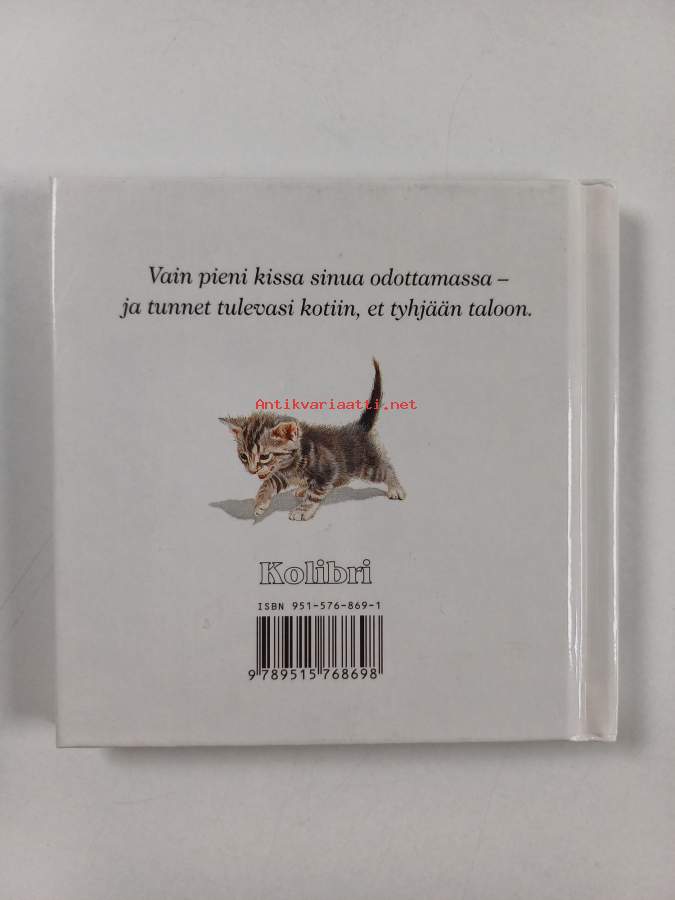 Vain pieni kissa sinua odottamassa –
ja tunnet tulevasi kotiin, et tyhjään taloon.
Antikvariaatti.net
Kolibri
ISBN 951-576-869-1
9 789515 768698